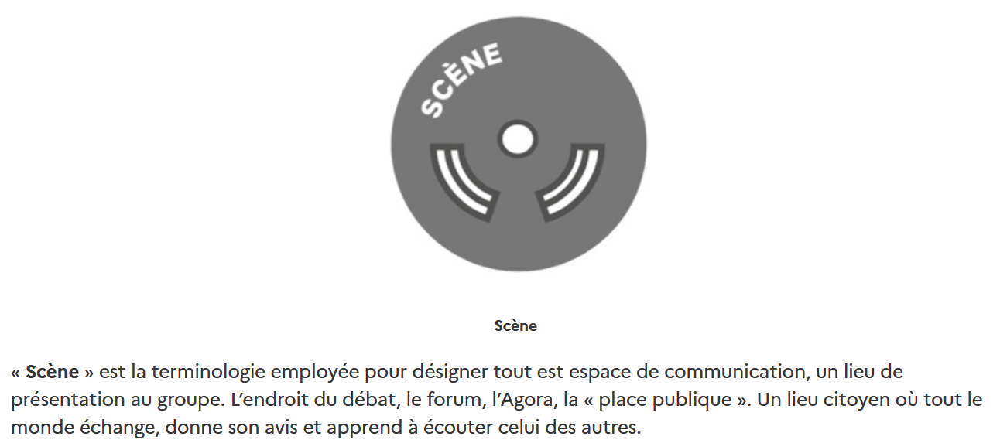 SCÈNE
Scène
« Scène » est la terminologie employée pour désigner tout est espace de communication, un lieu de
présentation au groupe. L’endroit du débat, le forum, l’Agora, la « place publique ». Un lieu citoyen où tout le
monde échange, donne son avis et apprend à écouter celui des autres.